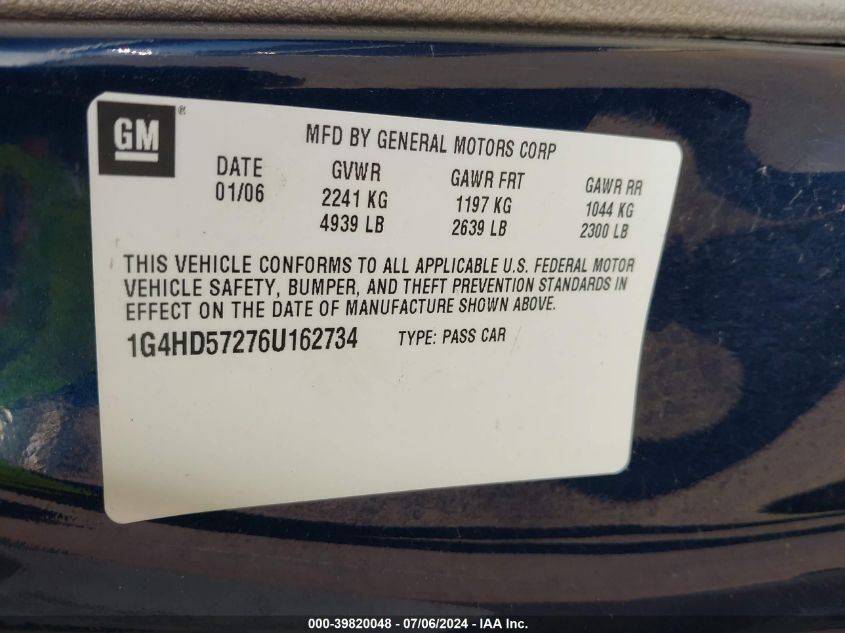 GM ®
MFD BY GENERAL MOTORS CORP
DATE GVWR GAWR FRT GAWR RR
01/06 2241 KG 1197 KG 1044 KG
4939 LB 2639 LB 2300 LB
THIS VEHICLE CONFORMS TO ALL APPLICABLE U.S. FEDERAL MOTOR
VEHICLE SAFETY, BUMPER, AND THEFT PREVENTION STANDARDS IN
EFFECT ON THE DATE OF MANUFACTURE SHOWN ABOVE.
1G4HD57276U162734 TYPE: PASS CAR
000-39820048 - 07/06/2024 - IAA Inc.